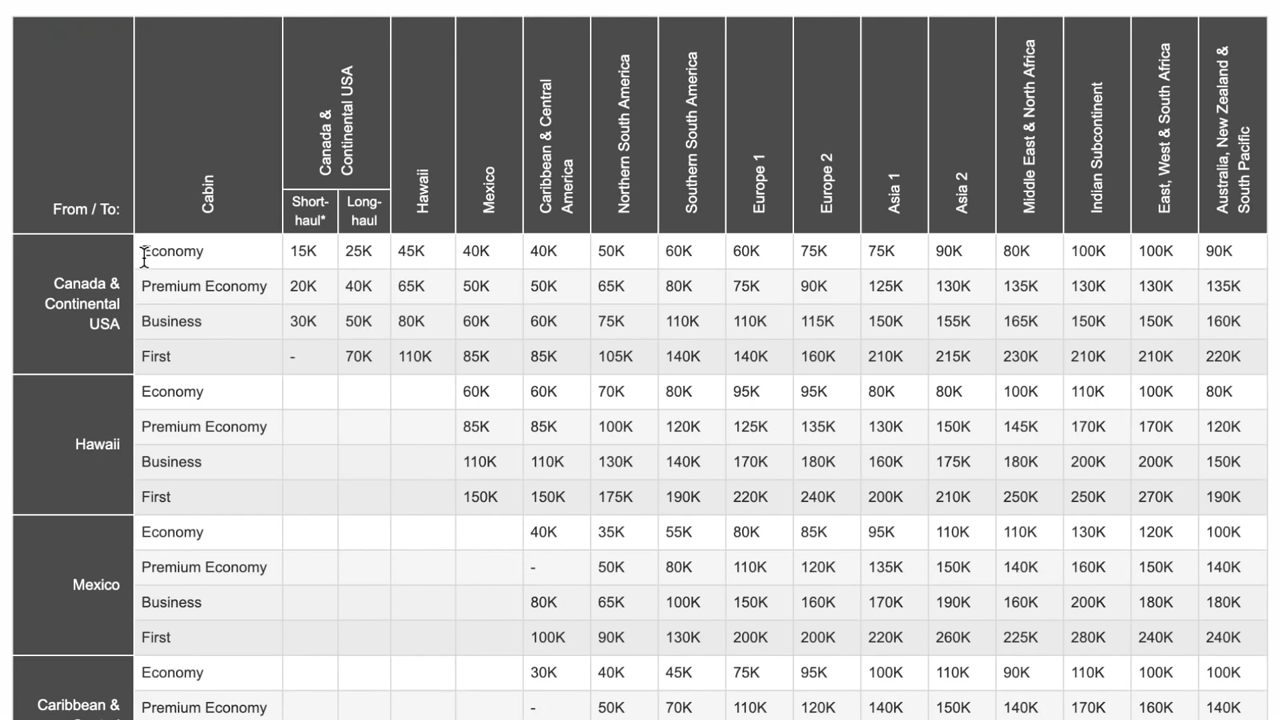 From / To:
Cabin
Canada &
Continental USA
Short-
haul*
Long-
haul
Hawaii
Mexico
Caribbean & Central
America
Northern South America
Southern South America
Europe 1
Europe 2
Asia 1
Asia 2
Middle East & North Africa
Indian Subcontinent
East, West & South Africa
Australia, New Zealand &
South Pacific
Canada &
Continental
USA
Economy 15K 25K 45K 40K 40K 50K 60K 60K 75K 75K 90K 80K 100K 100K 90K
Premium Economy 20K 40K 65K 50K 50K 65K 80K 75K 90K 125K 130K 135K 130K 130K 135K
Business 30K 50K 80K 60K 60K 75K 110K 110K 115K 150K 155K 165K 150K 150K 160K
First - 70K 110K 85K 85K 105K 140K 140K 160K 210K 215K 230K 210K 210K 220K
Hawaii
Economy 60K 60K 70K 80K 95K 95K 80K 80K 100K 110K 100K 80K
Premium Economy 85K 85K 100K 120K 125K 135K 130K 150K 145K 170K 170K 120K
Business 110K 110K 130K 140K 170K 180K 160K 175K 180K 200K 200K 150K
First 150K 150K 175K 190K 220K 240K 200K 210K 250K 250K 270K 190K
Mexico
Economy 40K 35K 55K 80K 85K 95K 110K 110K 130K 120K 100K
Premium Economy - 50K 80K 110K 120K 135K 150K 140K 160K 150K 140K
Business 80K 65K 100K 150K 160K 170K 190K 160K 200K 180K 180K
First 100K 90K 130K 200K 200K 220K 260K 225K 280K 240K 240K
Caribbean &
Economy 30K 40K 45K 75K 95K 100K 110K 90K 110K 100K 100K
Premium Economy - 50K 70K 110K 120K 140K 150K 140K 170K 160K 140K